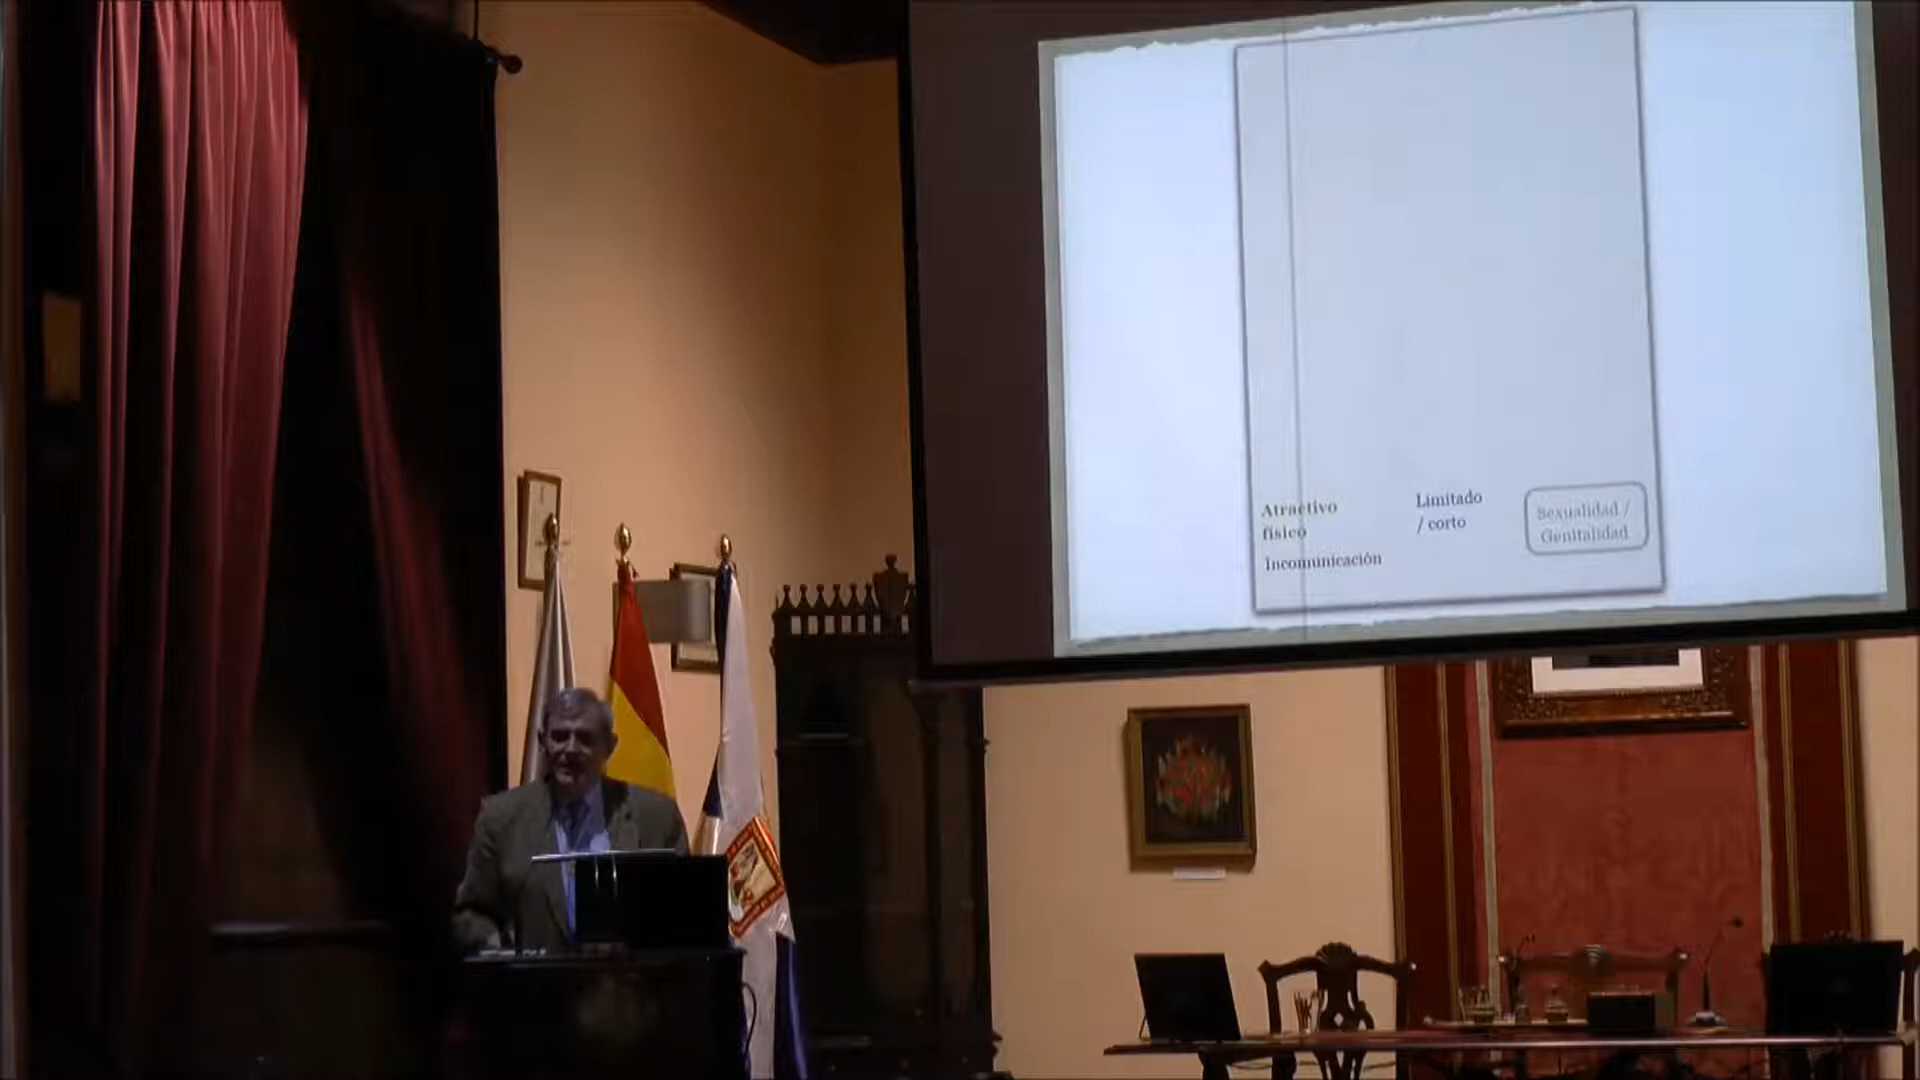 Atractivo
físico
Limitado
/ corto
Sexualidad /
Genitalidad
Incomunicación